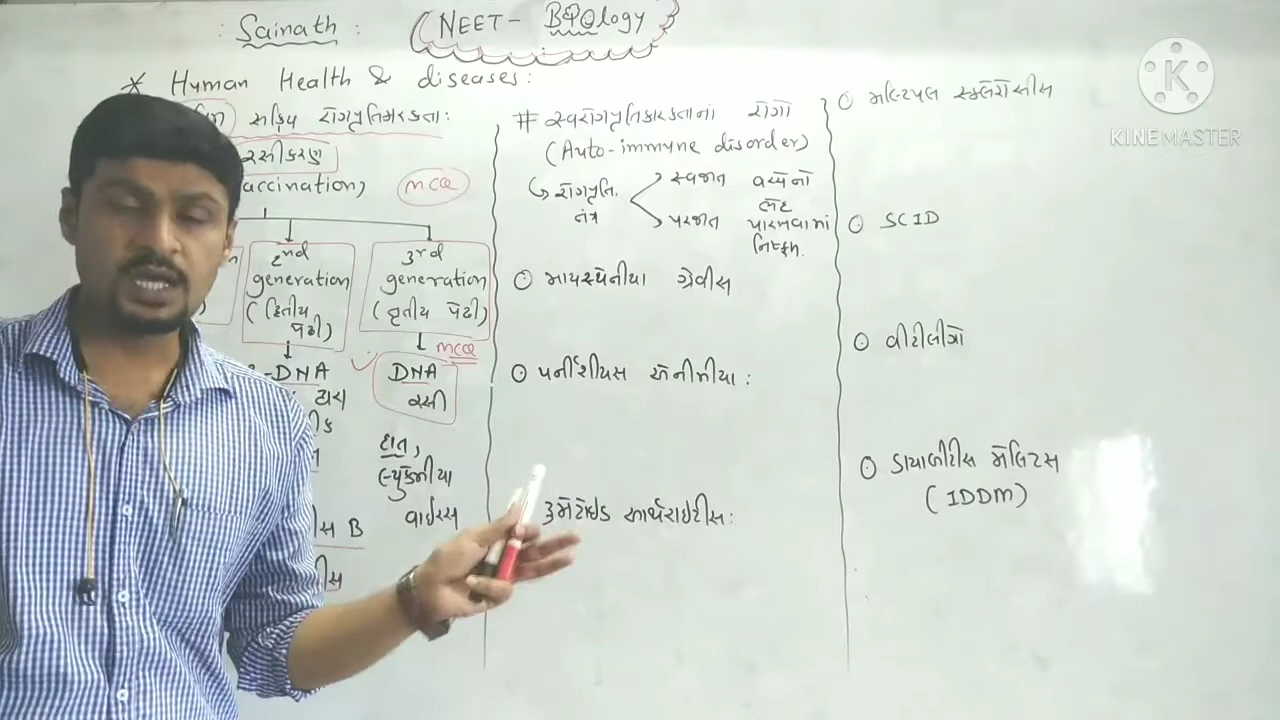 : Sainath :
NEET- BIOlogy
* Human Health & diseases:
સક્રિય રોગપ્રતિકારકતા:
રસીકરણ
accination)
MCQ
2nd
generation
(દ્વિતીય
પેઢી)
3rd
generation
(તૃતીય પેઢી)
MCQ
-DNA
DNA
રસી
દાત,
લ્યુકેમીયા
વાઇરસ
સ B
# સ્વરોગપ્રતિકારકતાનાં રોગો
(Auto-immune disorder)
રોગપ્રતિ.
તંત્ર
સ્વજાત
પરજાત
વચ્ચેનો
ભેદ
પારખવામાં
નિષ્ફળ.
⊙ માયસ્થેનીયા ગ્રેવીસ
⊙ પર્નીશીયસ એનીમીયા:
રૂમેટોઇડ આર્થરાઇટીસ:
⊙ મલ્ટિપલ સ્ક્લેરોસીસ
⊙ SCID
⊙ વીટીલીગો
⊙ ડાયાબીટીસ મેલિટસ
(IDDM)
KINEMASTER